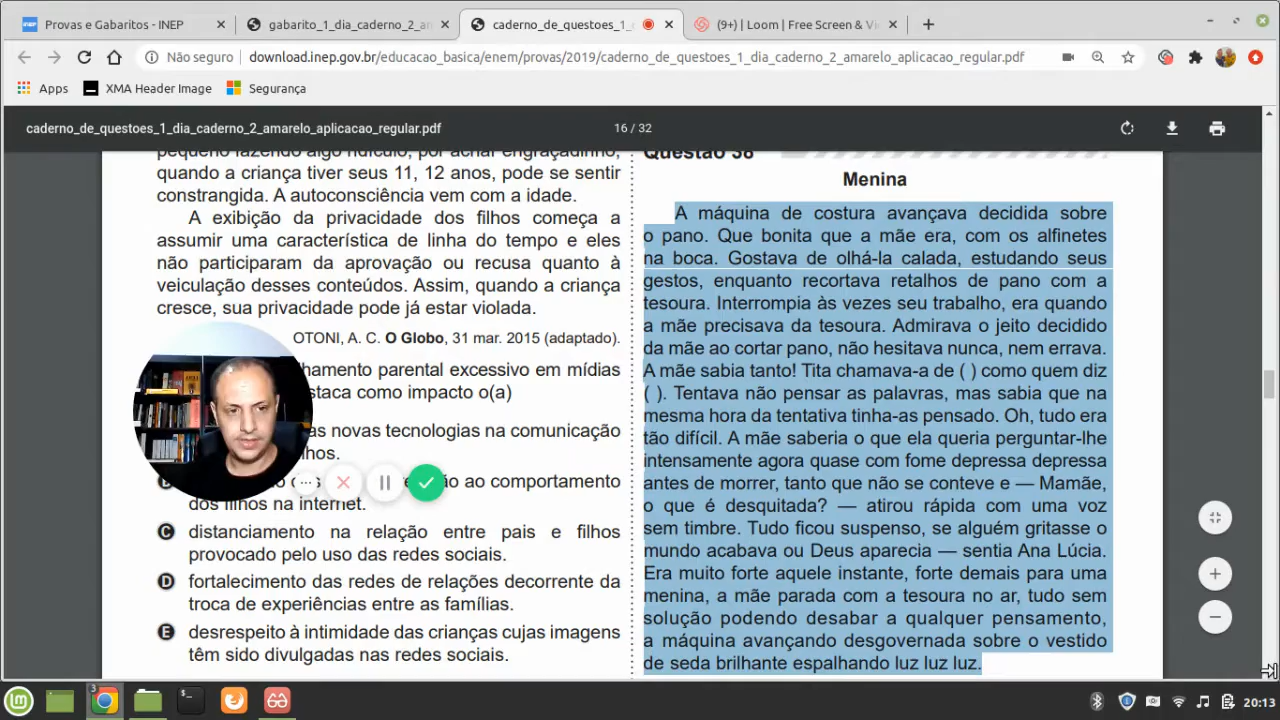 Provas e Gabaritos - INEP
gabarito_1_dia_caderno_2_am
caderno_de_questoes_1_
(9+) | Loom | Free Screen & Vi
Não seguro
download.inep.gov.br/educacao_basica/enem/provas/2019/caderno_de_questoes_1_dia_caderno_2_amarelo_aplicacao_regular.pdf
Apps
XMA Header Image
Segurança
caderno_de_questoes_1_dia_caderno_2_amarelo_aplicacao_regular.pdf
16 / 32
pequeno fazendo algo ridículo, por achar engraçadinho,
quando a criança tiver seus 11, 12 anos, pode se sentir
constrangida. A autoconsciência vem com a idade.
A exibição da privacidade dos filhos começa a
assumir uma característica de linha do tempo e eles
não participaram da aprovação ou recusa quanto à
veiculação desses conteúdos. Assim, quando a criança
cresce, sua privacidade pode já estar violada.
OTONI, A. C. O Globo, 31 mar. 2015 (adaptado).
lhamento parental excessivo em mídias
staca como impacto o(a)
as novas tecnologias na comunicação
lhos.
ao comportamento
dos filhos na internet.
C distanciamento na relação entre pais e filhos
provocado pelo uso das redes sociais.
D fortalecimento das redes de relações decorrente da
troca de experiências entre as famílias.
E desrespeito à intimidade das crianças cujas imagens
têm sido divulgadas nas redes sociais.
Questão 38
Menina
A máquina de costura avançava decidida sobre
o pano. Que bonita que a mãe era, com os alfinetes
na boca. Gostava de olhá-la calada, estudando seus
gestos, enquanto recortava retalhos de pano com a
tesoura. Interrompia às vezes seu trabalho, era quando
a mãe precisava da tesoura. Admirava o jeito decidido
da mãe ao cortar pano, não hesitava nunca, nem errava.
A mãe sabia tanto! Tita chamava-a de ( ) como quem diz
( ). Tentava não pensar as palavras, mas sabia que na
mesma hora da tentativa tinha-as pensado. Oh, tudo era
tão difícil. A mãe saberia o que ela queria perguntar-lhe
intensamente agora quase com fome depressa depressa
antes de morrer, tanto que não se conteve e — Mamãe,
o que é desquitada? — atirou rápida com uma voz
sem timbre. Tudo ficou suspenso, se alguém gritasse o
mundo acabava ou Deus aparecia — sentia Ana Lúcia.
Era muito forte aquele instante, forte demais para uma
menina, a mãe parada com a tesoura no ar, tudo sem
solução podendo desabar a qualquer pensamento,
a máquina avançando desgovernada sobre o vestido
de seda brilhante espalhando luz luz luz.
3
20:13